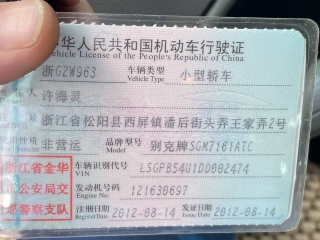 华人民共和国机动车行驶证
Vehicle License of the People's Republic of China
浙G2W963 车辆类型 小型轿车
Vehicle Type
人 许海灵
浙江省松阳县西屏镇潘后街头弄王家弄2号
非营运 品牌型号 别克牌SGM7161ATC
Model
浙江省金华 车辆识别代号 LSGPB54U1DD002474
VIN
公安局交 发动机号码 121630697
Engine No.
警察支队 注册日期 2012-08-14 发证日期 2012-08-14
Register Date Issue Date